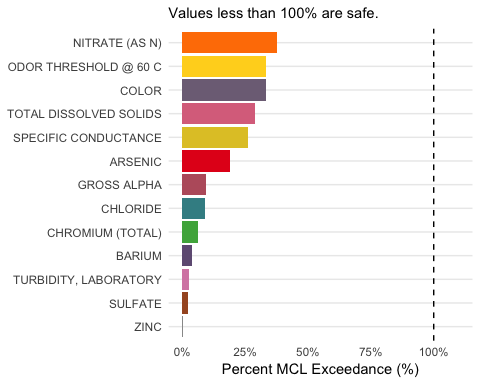 Values less than 100% are safe.
NITRATE (AS N)
ODOR THRESHOLD @ 60 C
COLOR
TOTAL DISSOLVED SOLIDS
SPECIFIC CONDUCTANCE
ARSENIC
GROSS ALPHA
CHLORIDE
CHROMIUM (TOTAL)
BARIUM
TURBIDITY, LABORATORY
SULFATE
ZINC
0% 25% 50% 75% 100%
Percent MCL Exceedance (%)